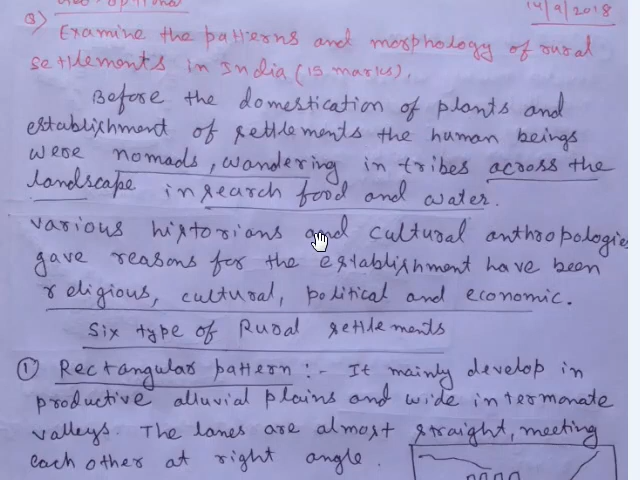 14/9/2018
Q) Examine the patterns and morphology of rural
settlements in India (15 marks).
Before the domestication of plants and
establishment of settlements the human beings
were nomads, wandering in tribes across the
landscape in search food and water.
various historians and cultural anthropologies
gave reasons for the establishment have been
religious, cultural, political and economic.
Six type of Rural settlements
① Rectangular pattern :- It mainly develop in
productive alluvial plains and wide intermonate
valleys. The lanes are almost straight, meeting
each other at right angle.